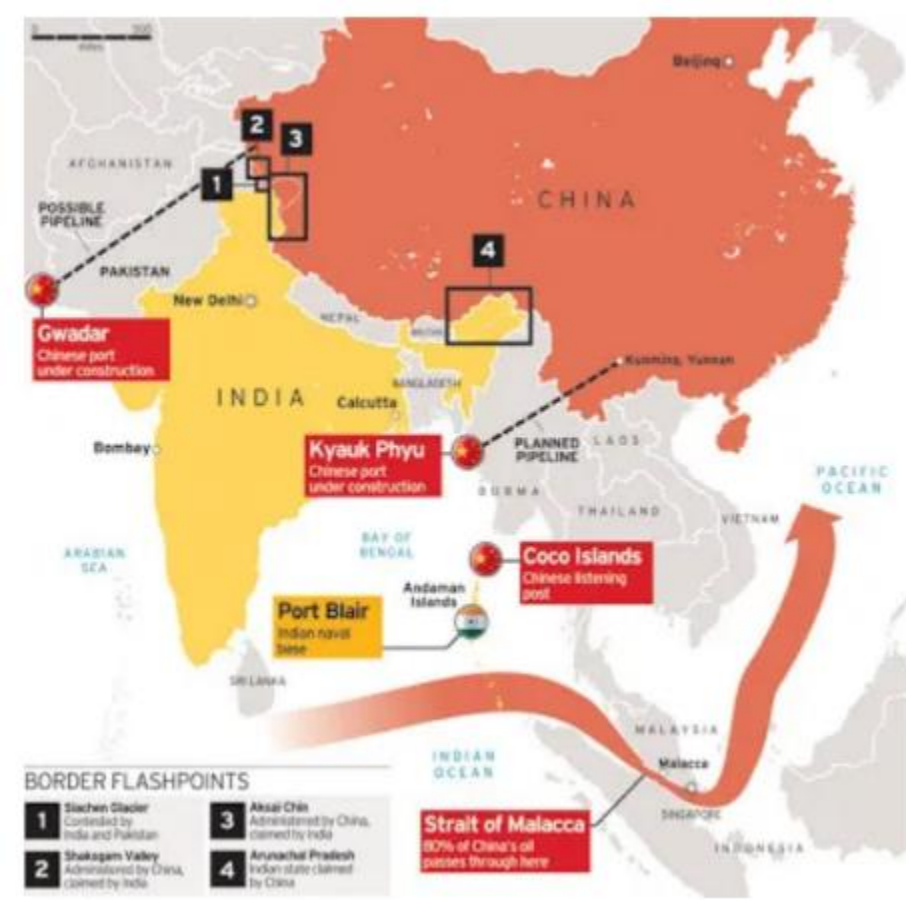 0
300
miles
Beijing
2
3
AFGHANISTAN
1
CHINA
POSSIBLE
PIPELINE
4
PAKISTAN
New Delhi
Gwadar
Chinese port
under construction
NEPAL
BHUTAN
Kunming, Yunnan
BANGLADESH
INDIA
Calcutta
Bombay
Kyauk Phyu
Chinese port
under construction
PLANNED
PIPELINE
LAOS
BURMA
PACIFIC
OCEAN
THAILAND
VIETNAM
ARABIAN
SEA
BAY OF
BENGAL
Coco Islands
Chinese listening
post
Andaman
Islands
Port Blair
Indian naval
base
SRI LANKA
MALAYSIA
INDIAN
OCEAN
Malacca
SINGAPORE
Strait of Malacca
80% of China's oil
passes through here
INDONESIA
BORDER FLASHPOINTS
1
Siachen Glacier
Contested by
India and Pakistan
2
Shaksgam Valley
Administered by China,
claimed by India
3
Aksai Chin
Administered by China,
claimed by India
4
Arunachal Pradesh
Indian state claimed
by China